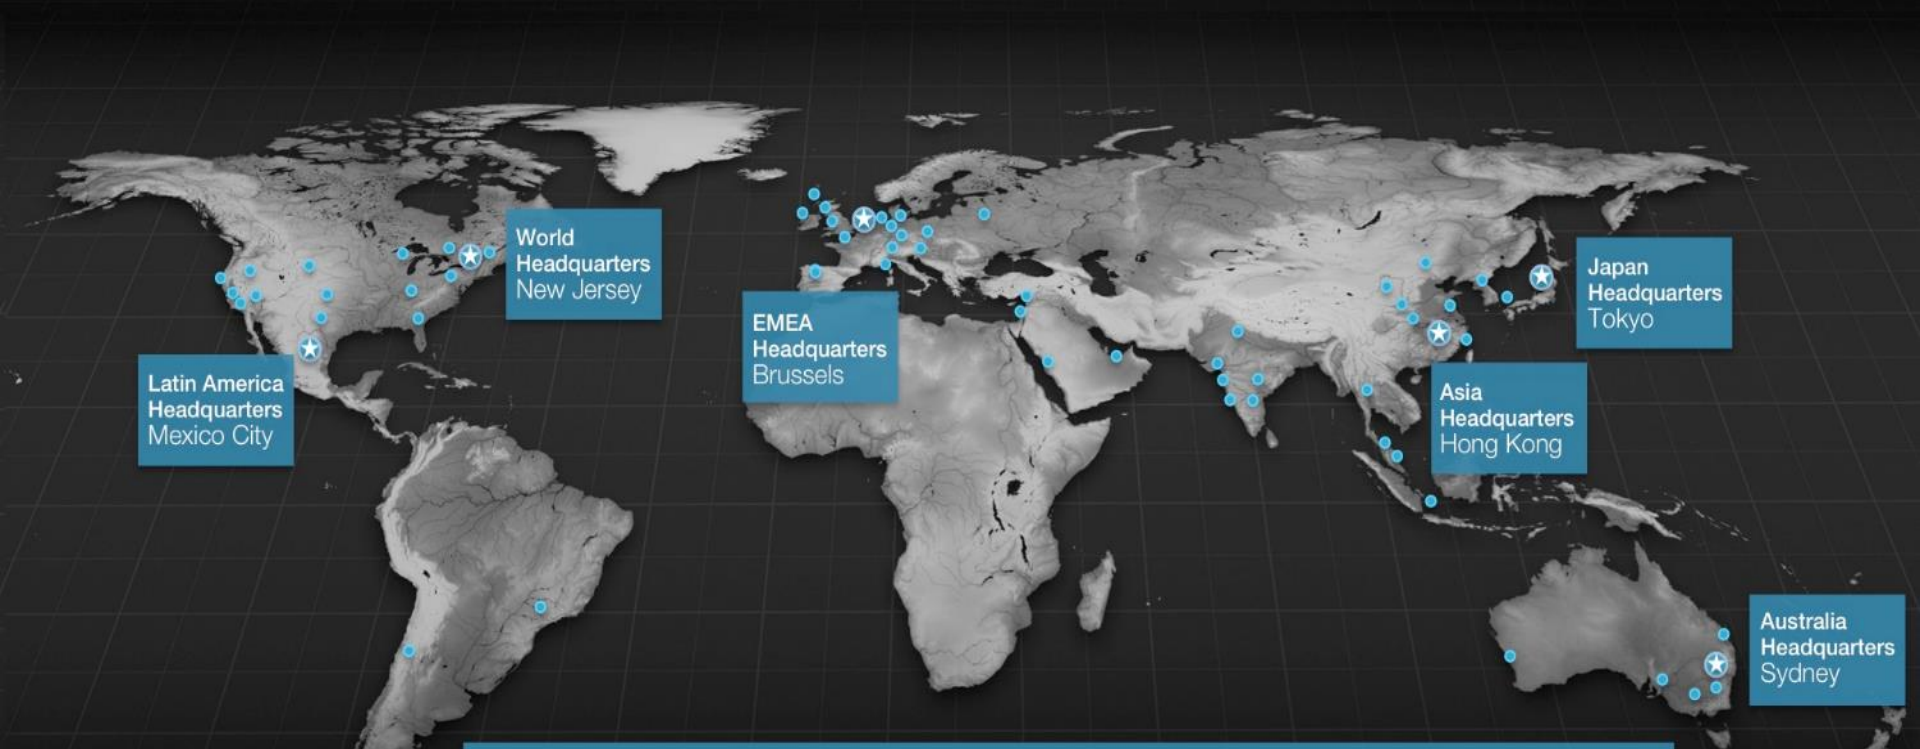 World
Headquarters
New Jersey
Latin America
Headquarters
Mexico City
EMEA
Headquarters
Brussels
Japan
Headquarters
Tokyo
Asia
Headquarters
Hong Kong
Australia
Headquarters
Sydney